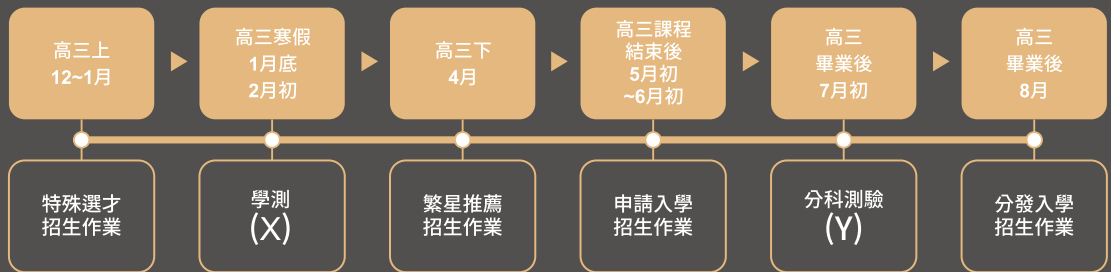 高三上
12~1月
高三寒假
1月底
2月初
高三下
4月
高三課程
結束後
5月初
~6月初
高三
畢業後
7月初
高三
畢業後
8月
特殊選才
招生作業
學測
(X)
繁星推薦
招生作業
申請入學
招生作業
分科測驗
(Y)
分發入學
招生作業